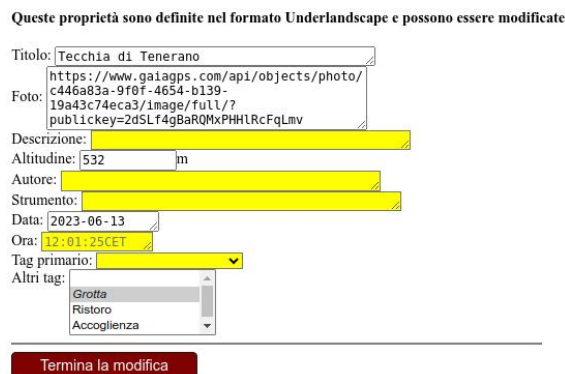 Queste proprietà sono definite nel formato Underlandscape e possono essere modificate
Titolo: Tecchia di Tenerano
Foto: https://www.gaiagps.com/api/objects/photo/
c446a83a-9f0f-4654-b139-
19a43c74eca3/image/full/?
publickey=2dSLf4gBaRQMxPHHlRcFqLmv
Descrizione:
Altitudine: 532 m
Autore:
Strumento:
Data: 2023-06-13
Ora: 12:01:25CET
Tag primario:
Altri tag:
Grotta
Ristoro
Accoglienza
Termina la modifica